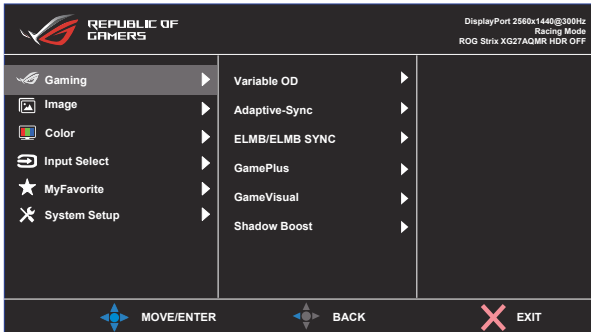 REPUBLIC OF
GAMERS
DisplayPort 2560x1440@300Hz
Racing Mode
ROG Strix XG27AQMR HDR OFF
Gaming
Image
Color
Input Select
MyFavorite
System Setup
Variable OD
Adaptive-Sync
ELMB/ELMB SYNC
GamePlus
GameVisual
Shadow Boost
MOVE/ENTER
BACK
EXIT